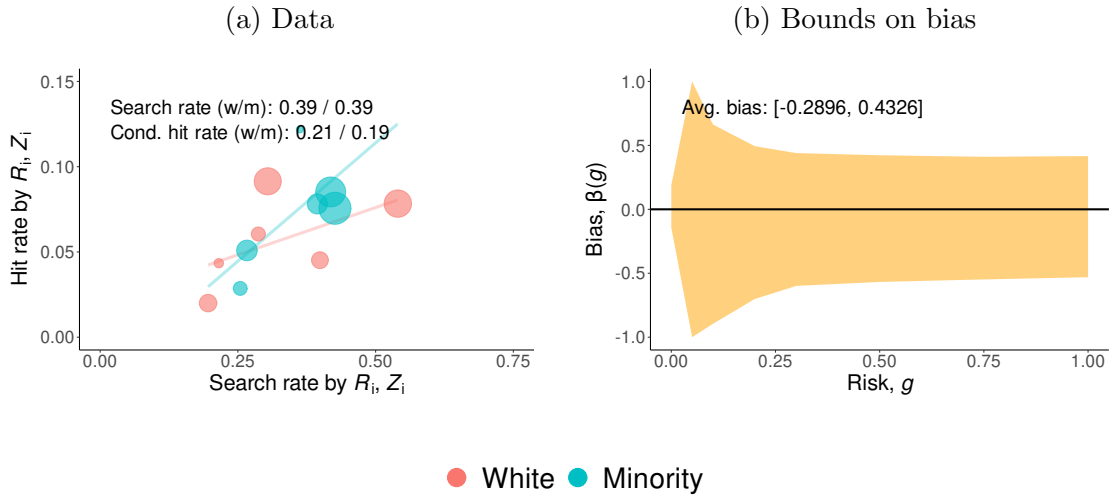 (a) Data
Hit rate by Rᵢ, Zᵢ
0.15
0.10
0.05
0.00
Search rate (w/m): 0.39 / 0.39
Cond. hit rate (w/m): 0.21 / 0.19
0.00 0.25 0.50 0.75
Search rate by Rᵢ, Zᵢ
(b) Bounds on bias
Bias, β(g)
1.0
0.5
0.0
-0.5
-1.0
Avg. bias: [-0.2896, 0.4326]
0.00 0.25 0.50 0.75 1.00
Risk, g
White Minority